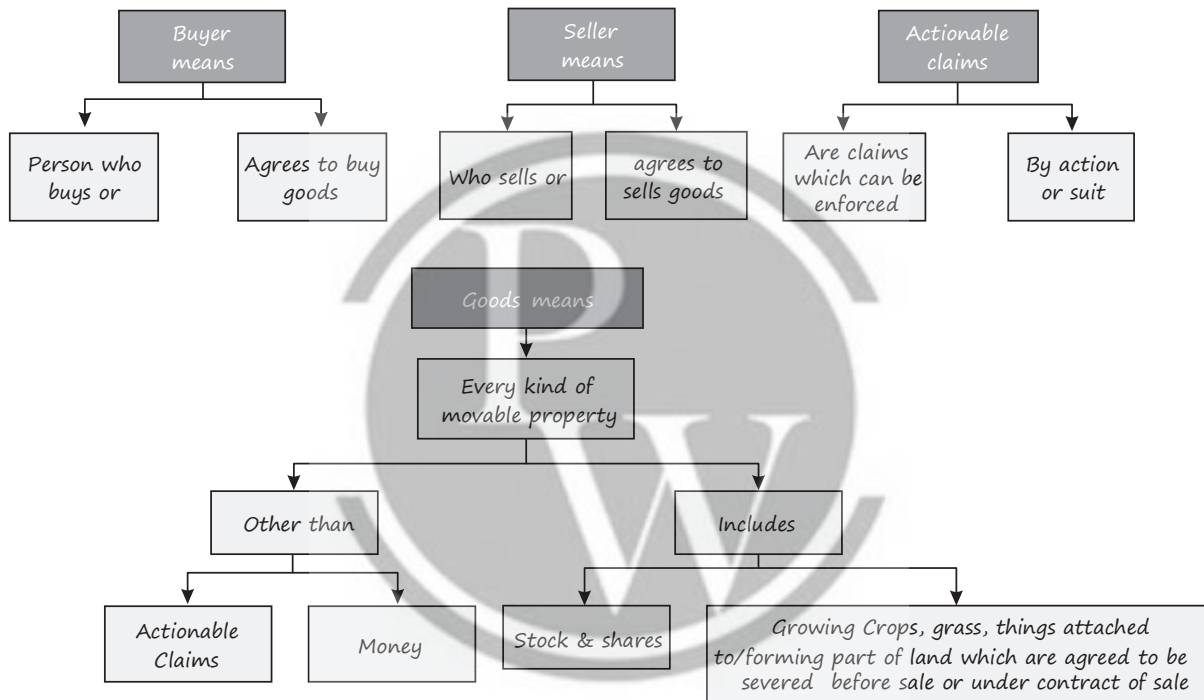 Buyer
means
Person who
buys or
Agrees to buy
goods
Seller
means
Who sells or
agrees to
sells goods
Actionable
claims
Are claims
which can be
enforced
By action
or suit
Goods means
Every kind of
movable property
Other than
Actionable
Claims
Money
Includes
Stock & shares
Growing Crops, grass, things attached
to/forming part of land which are agreed to be
severed before sale or under contract of sale
PW